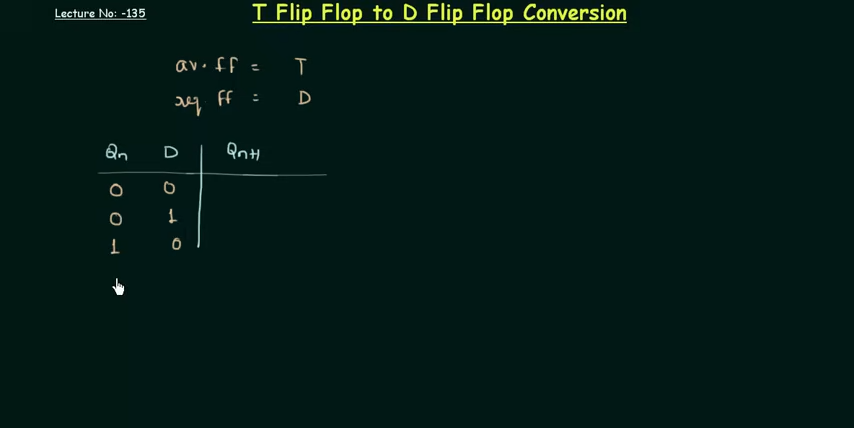 Lecture No: -135
T Flip Flop to D Flip Flop Conversion
av. ff = T
req. ff = D
Qn D Qn+1
0 0
0 1
1 0